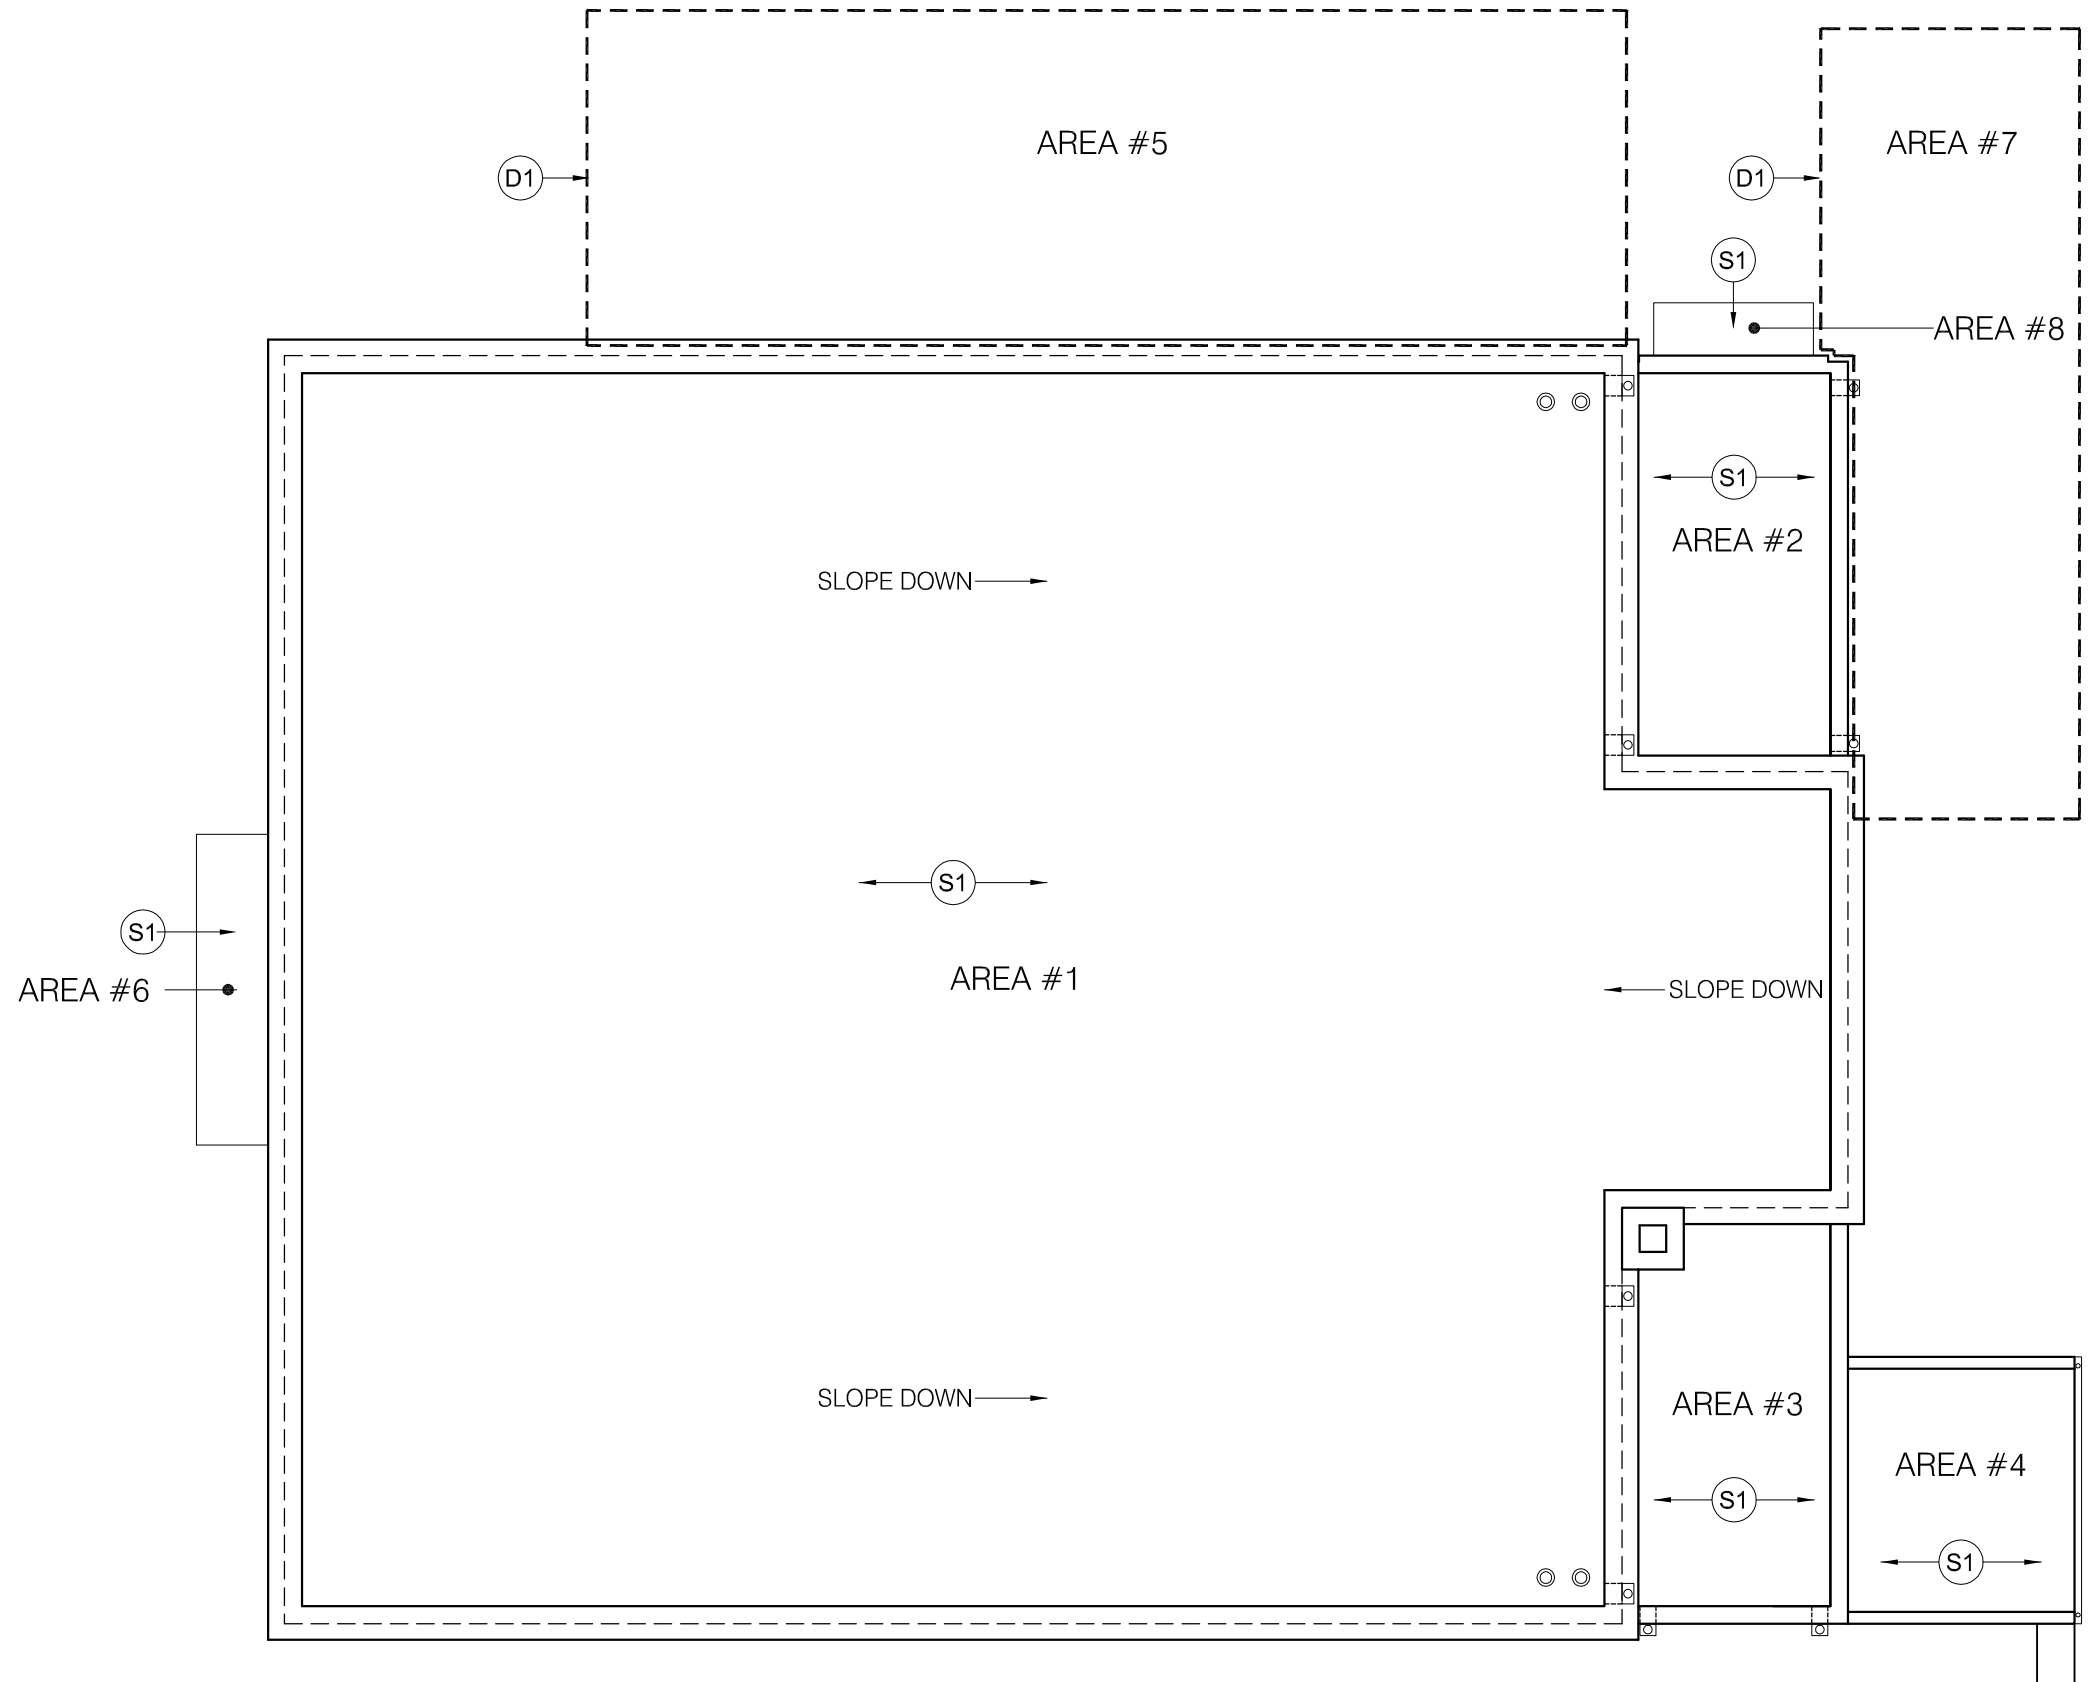 AREA #5
AREA #7
D1
D1
S1
AREA #8
S1
AREA #2
SLOPE DOWN
S1
S1
AREA #1
AREA #6
SLOPE DOWN
SLOPE DOWN
AREA #3
AREA #4
S1
S1